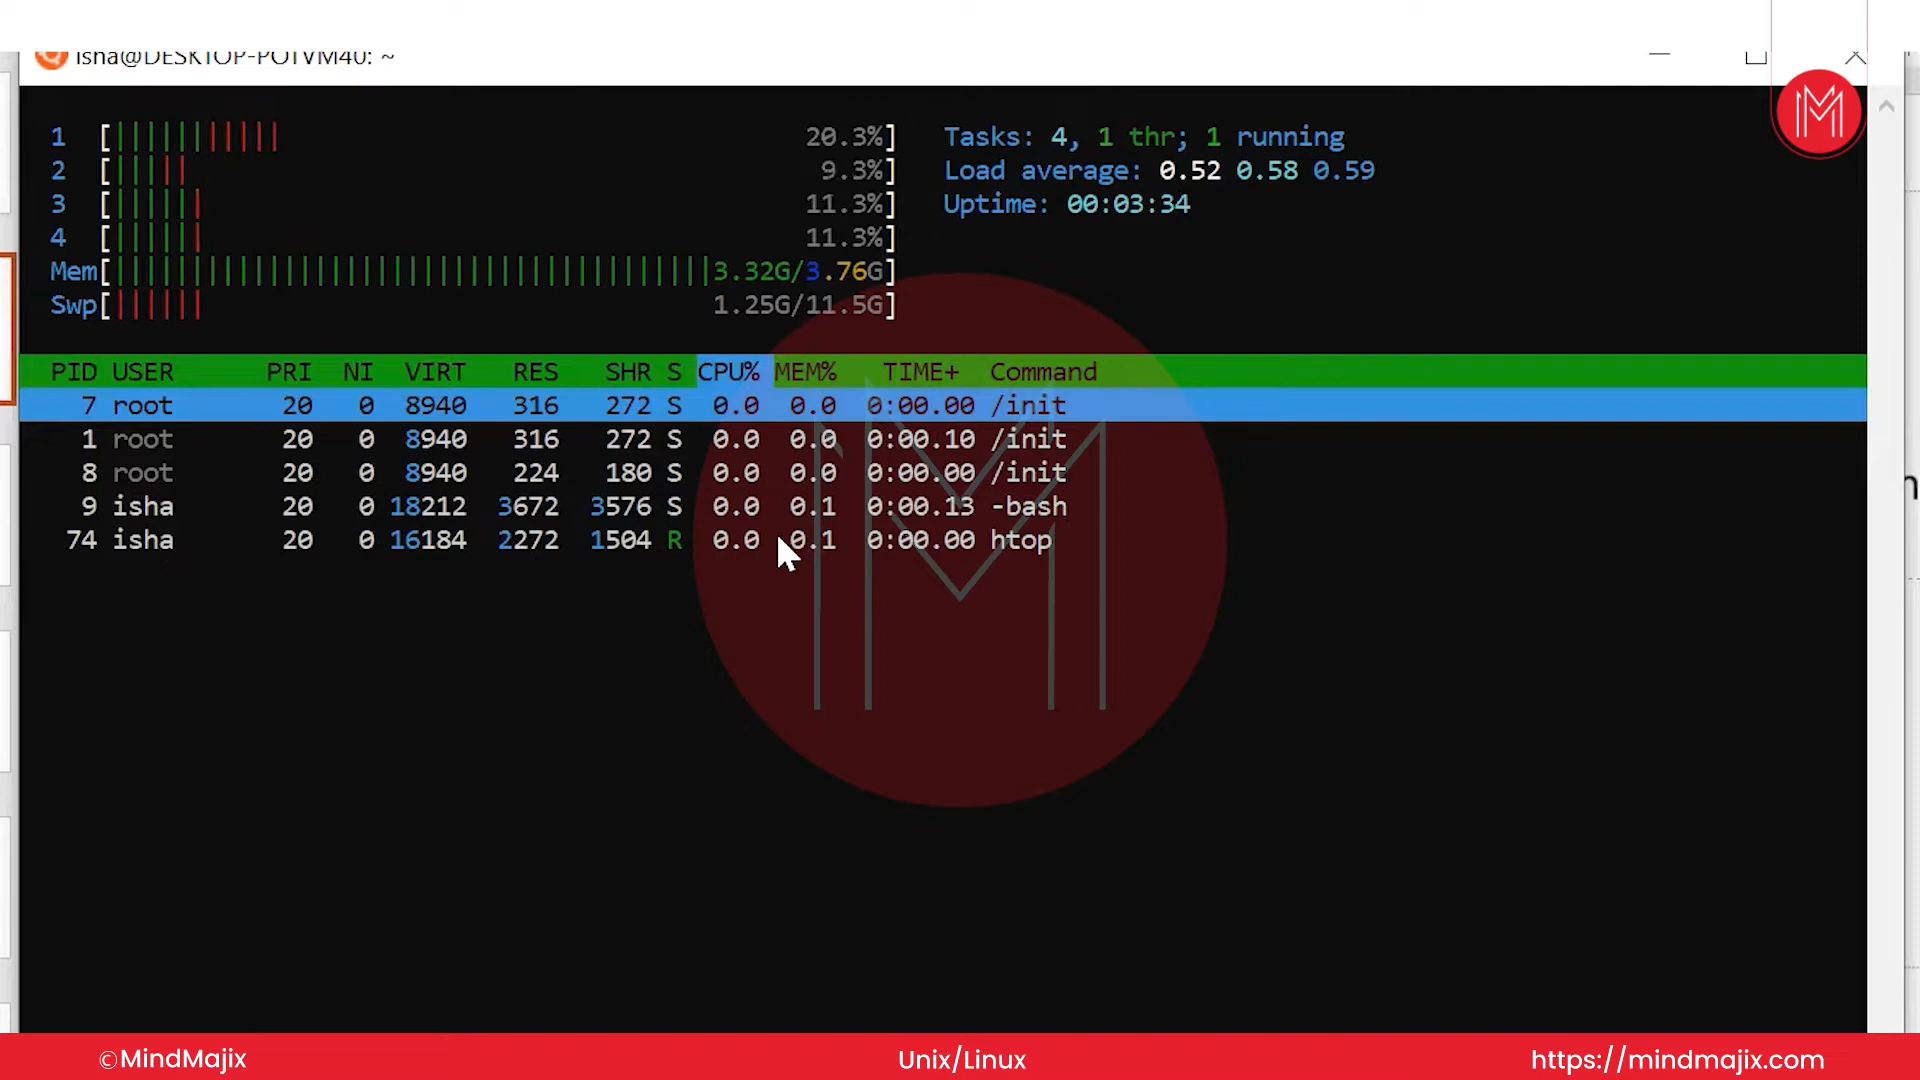 isha@DESKTOP-POTVM40: ~
1 [||||||||||| 20.3%] Tasks: 4, 1 thr; 1 running
2 [||||| 9.3%] Load average: 0.52 0.58 0.59
3 [|||||| 11.3%] Uptime: 00:03:34
4 [|||||| 11.3%]
Mem[|||||||||||||||||||||||||||||||||||||||3.32G/3.76G]
Swp[|||||| 1.25G/11.5G]
PID USER PRI NI VIRT RES SHR S CPU% MEM% TIME+ Command
7 root 20 0 8940 316 272 S 0.0 0.0 0:00.00 /init
1 root 20 0 8940 316 272 S 0.0 0.0 0:00.10 /init
8 root 20 0 8940 224 180 S 0.0 0.0 0:00.00 /init
9 isha 20 0 18212 3672 3576 S 0.0 0.1 0:00.13 -bash
74 isha 20 0 16184 2272 1504 R 0.0 0.1 0:00.00 htop
©MindMajix
Unix/Linux
https://mindmajix.com